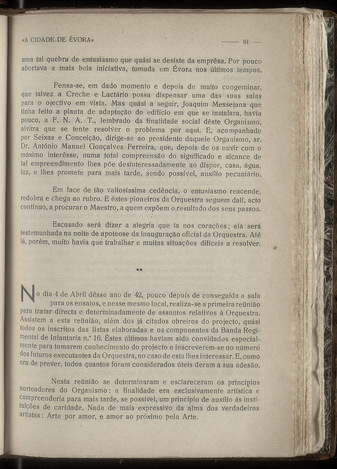 «A CIDADE-DE ÉVORA»
— 91 —
uma tal quebra de entusiasmo que quási se desiste da emprêsa. Por pouco
abortava a mais bela iniciativa, tomada em Évora nos últimos tempos.
Pensa-se, em dado momento e depois de muito congeminar,
que talvez a Creche e Lactário possa dispensar uma das suas salas
para o ojectivo em vista. Mas quási a seguir, Joaquim Messejana que
tinha feito a planta de adaptação do edifício em que se instalara, havia
pouco, a F. N. A. T., lembrado da finalidade social dêste Organismo,
alvitra que se tente resolver o problema por aqui. E, acompanhado
por Seixas e Conceição, dirige-se ao presidente daquele Organismo, sr.
Dr. António Manuel Gonçalves Ferreira, que, depois de os ouvir com o
máximo interêsse, numa total compreensão do significado e alcance de
tal empreendimento lhes põe desinteressadamente ao dispor, casa, água,
luz, e lhes promete para mais tarde, sendo possível, auxílio pecuniário.
Em face de tão valiosíssima cedência, o entusiasmo reacende,
redobra e chega ao rubro. E êstes pioneiros da Orquestra seguem dali, acto
contínuo, a procurar o Maestro, a quem expõem o resultado dos seus passos.
Escusado será dizer a alegria que ia nos corações; ela será
testemunhada na noite de apoteose da inauguração oficial da Orquestra. Até
lá, porém, muito havia que trabalhar e muitas situações difíceis a resolver.
**
No dia 4 de Abril dêsse ano de 42, pouco depois de conseguida a sala
para os ensaios, e nesse mesmo local, realiza-se a primeira reünião
para tratar directa e determinadamente de assuntos relativos à Orquestra.
Assistem a esta reünião, além dos já citados obreiros do projecto, quási
todos os inscritos das listas elaboradas e os componentes da Banda Regi-
mental de Infantaria n.º 16. Êstes últimos haviam sido convidados especial-
mente para tomarem conhecimento do projecto e inscreverem-se no número
dos futuros executantes da Orquestra, no caso de esta lhes interessar. E, como
era de prever, todos quantos foram considerados úteis deram a sua adesão.
Nesta reünião se determinaram e esclareceram os princípios
norteadores do Organismo: a finalidade era exclusivamente artística e
compreenderia para mais tarde, se possível, um princípio de auxílio às insti-
tuïções de caridade. Nada de mais expressivo da alma dos verdadeiros
artistas: Arte por amor, e amor ao próximo pela Arte.